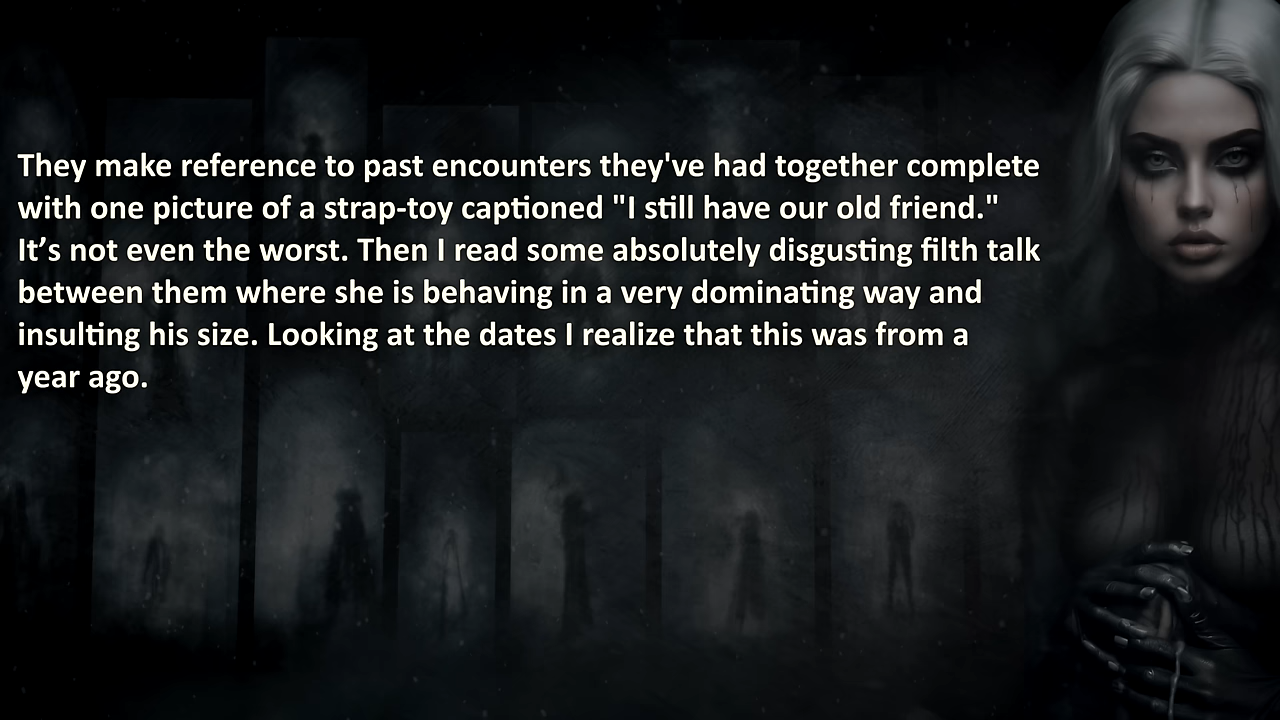 They make reference to past encounters they've had together complete
with one picture of a strap-toy captioned "I still have our old friend."
It’s not even the worst. Then I read some absolutely disgusting filth talk
between them where she is behaving in a very dominating way and
insulting his size. Looking at the dates I realize that this was from a
year ago.